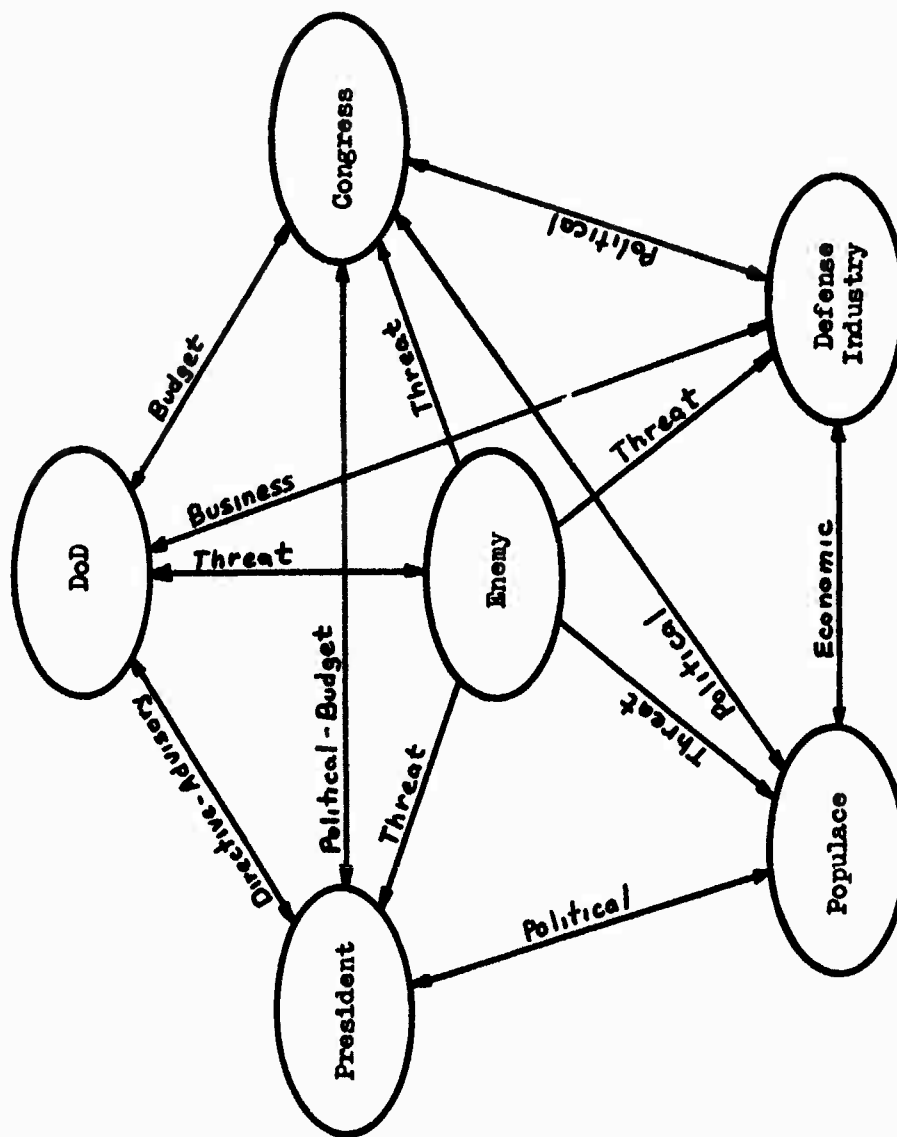 DoD
Directive-Advisory
Budget
Business
Threat
President
Political-Budget
Congress
Threat
Threat
Enemy
Political
Threat
Political
Threat
Political
Populace
Economic
Defense
Industry